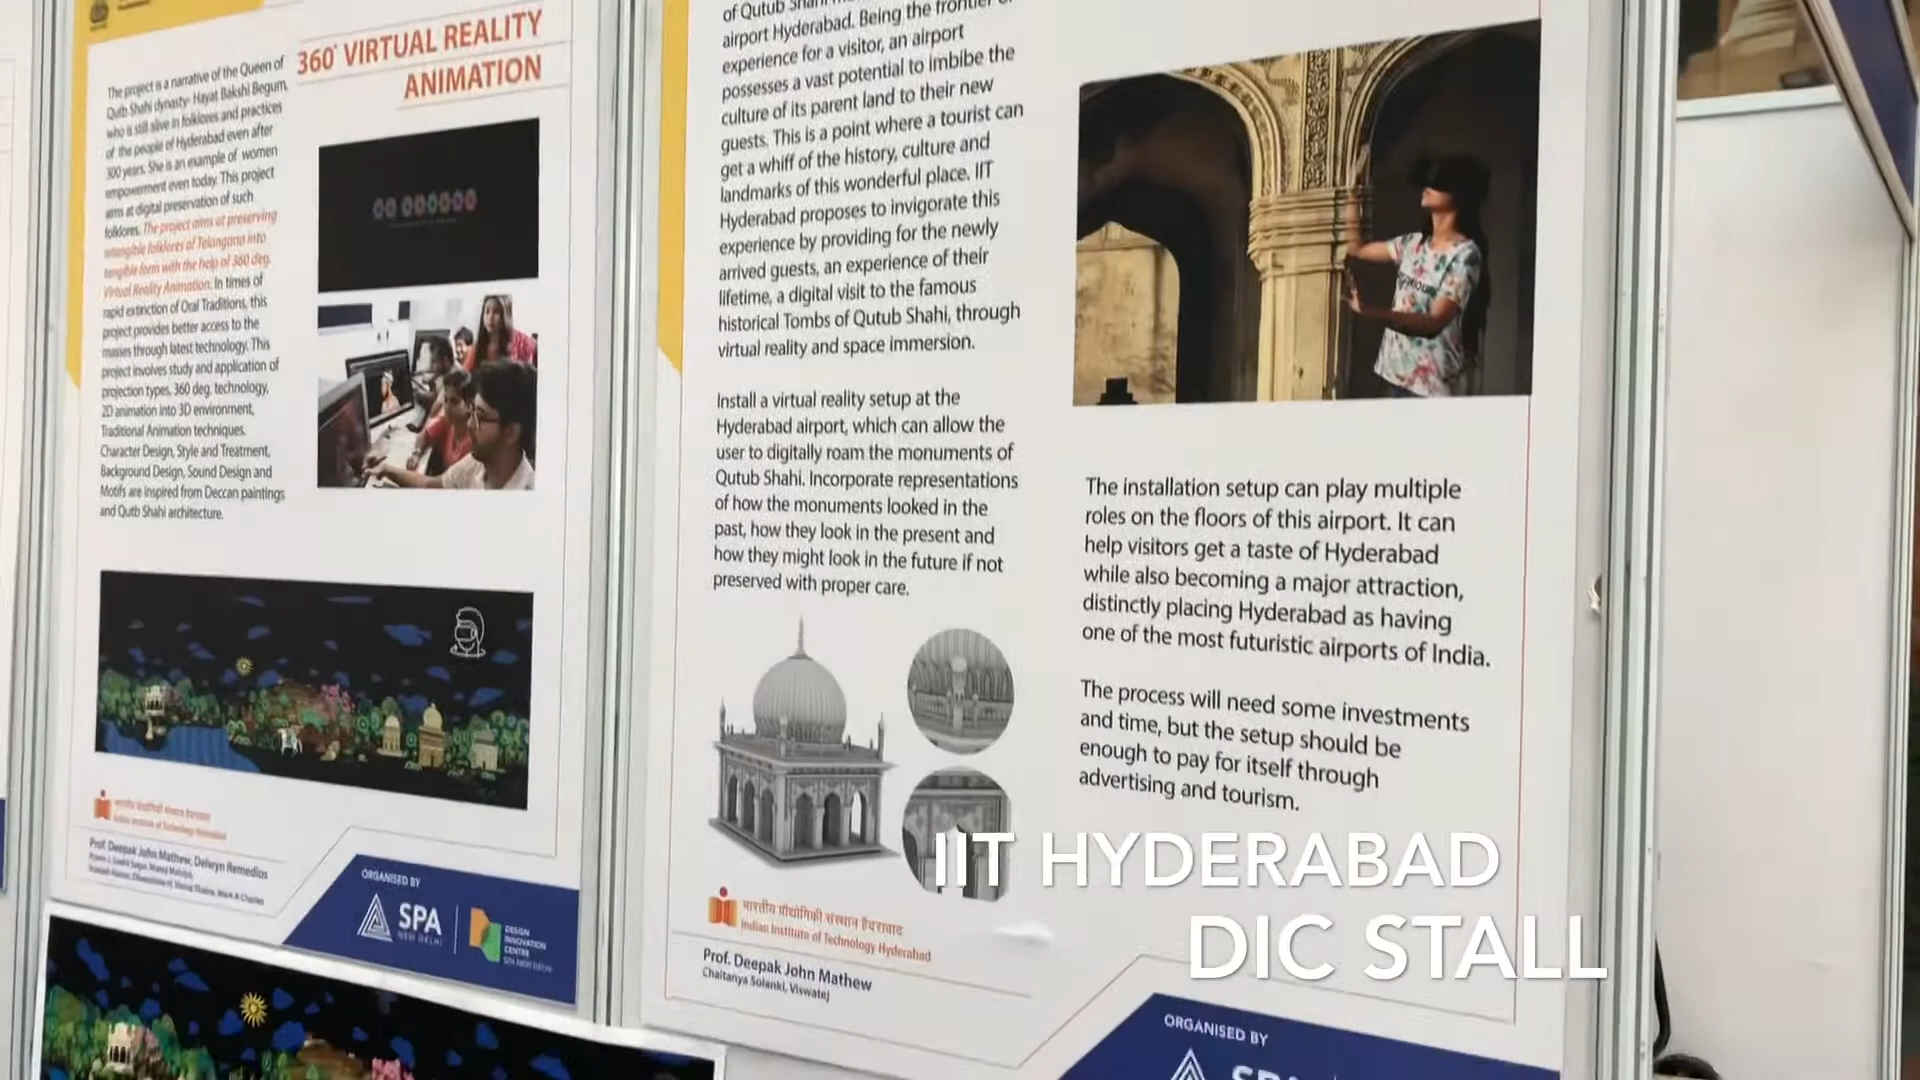 360° VIRTUAL REALITY
ANIMATION
The project is a narrative of the Queen of
Qutb Shahi dynasty- Hayat Bakshi Begum,
who is still alive in folklores and practices
of the people of Hyderabad even after
300 years. She is an example of women
empowerment even today. This project
aims at digital preservation of such
folklores. The project aims at preserving
intangible folklores of Telangana into
tangible form with the help of 360 deg.
Virtual Reality Animation. In times of
rapid extinction of Oral Traditions, this
project provides better access to the
masses through latest technology. This
project involves study and application of
projection types, 360 deg. technology,
2D animation into 3D environment,
Traditional Animation techniques.
Character Design, Style and Treatment,
Background Design, Sound Design and
Motifs are inspired from Deccan paintings
and Qutb Shahi architecture.
भारतीय प्रौद्योगिकी संस्थान हैदराबाद
Indian Institute of Technology Hyderabad
Prof. Deepak John Mathew, Delwyn Remedios
ORGANISED BY
SPA
NEW DELHI
DESIGN
INNOVATION
CENTRE
SPA NEW DELHI
of Qutub Shahi
airport Hyderabad. Being the frontier
experience for a visitor, an airport
possesses a vast potential to imbibe the
culture of its parent land to their new
guests. This is a point where a tourist can
get a whiff of the history, culture and
landmarks of this wonderful place. IIT
Hyderabad proposes to invigorate this
experience by providing for the newly
arrived guests, an experience of their
lifetime, a digital visit to the famous
historical Tombs of Qutub Shahi, through
virtual reality and space immersion.
Install a virtual reality setup at the
Hyderabad airport, which can allow the
user to digitally roam the monuments of
Qutub Shahi. Incorporate representations
of how the monuments looked in the
past, how they look in the present and
how they might look in the future if not
preserved with proper care.
The installation setup can play multiple
roles on the floors of this airport. It can
help visitors get a taste of Hyderabad
while also becoming a major attraction,
distinctly placing Hyderabad as having
one of the most futuristic airports of India.
The process will need some investments
and time, but the setup should be
enough to pay for itself through
advertising and tourism.
भारतीय प्रौद्योगिकी संस्थान हैदराबाद
Indian Institute of Technology Hyderabad
Prof. Deepak John Mathew
Chaitanya Solanki, Viswatej
ORGANISED BY
SPA
IIT HYDERABAD
DIC STALL